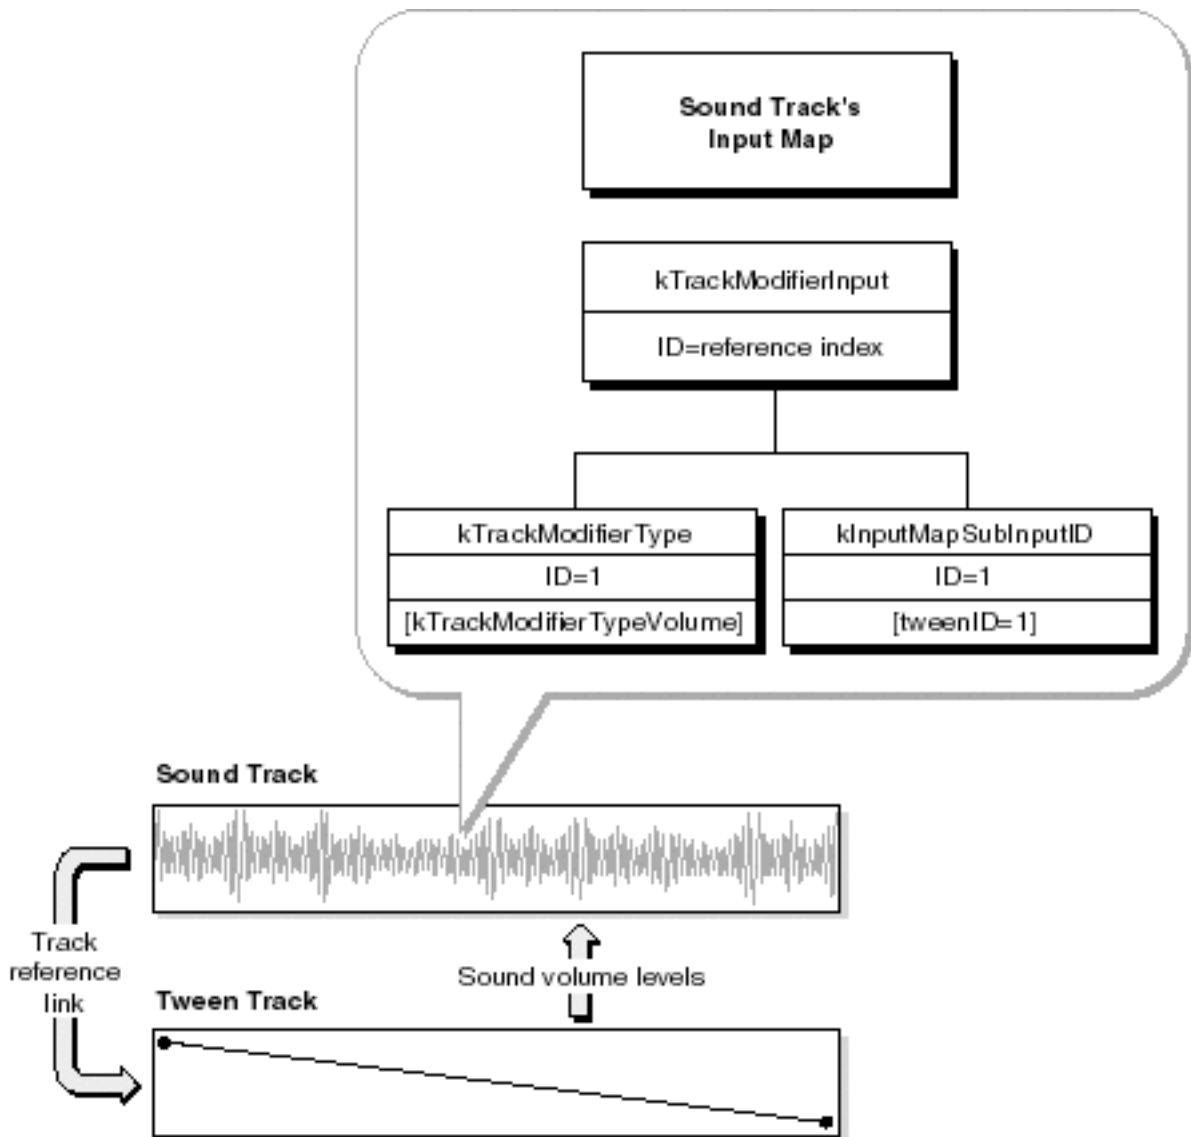 Sound Track's
Input Map
kTrackModifierInput
ID=reference index
kTrackModifierType
ID=1
[kTrackModifierTypeVolume]
kInputMapSubInputID
ID=1
[tweenID=1]
Sound Track
Track
reference
link
Sound volume levels
Tween Track